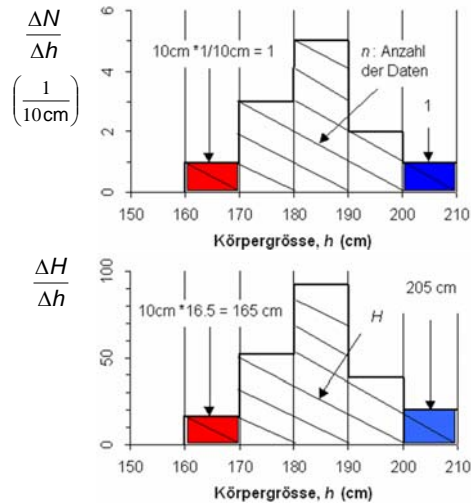 ΔN
Δh
(1
10cm)
6
4
2
0
10cm*1/10cm = 1
n: Anzahl
der Daten
1
150 160 170 180 190 200 210
Körpergrösse, h (cm)
ΔH
Δh
100
50
0
10cm *16.5 = 165 cm
H
205 cm
150 160 170 180 190 200 210
Körpergrösse, h (cm)